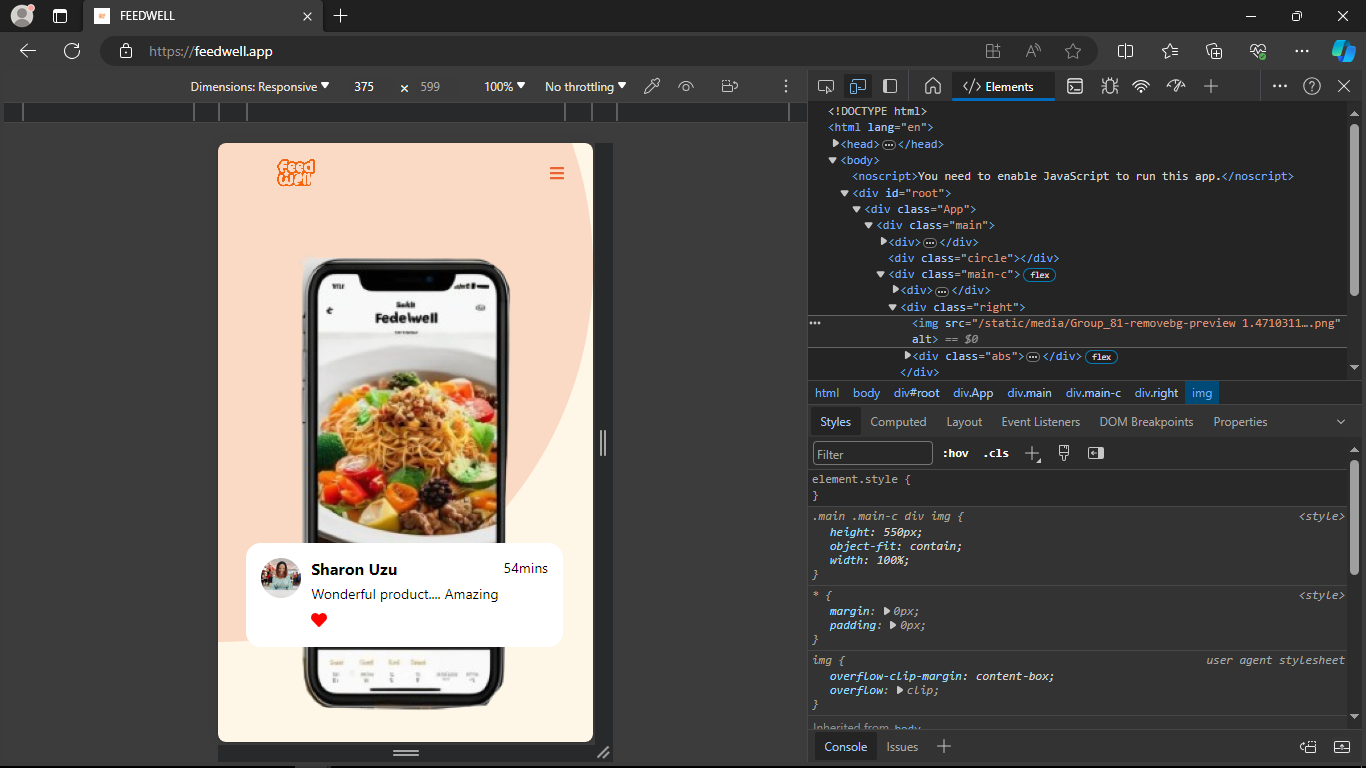 FEEDWELL
https://feedwell.app
Dimensions: Responsive 375 × 599 100% No throttling
Elements
feed
well
Fedelwell
Sharon Uzu 54mins
Wonderful product.... Amazing
<!DOCTYPE html>
<html lang="en">
<head> ••• </head>
<body>
<noscript>You need to enable JavaScript to run this app.</noscript>
<div id="root">
<div class="App">
<div class="main">
<div> ••• </div>
<div class="circle"></div>
<div class="main-c"> flex
<div> ••• </div>
<div class="right">
<img src="/static/media/Group_81-removebg-preview 1.4710311….png"
alt> == $0
<div class="abs"> ••• </div> flex
</div>
html body div#root div.App div.main div.main-c div.right img
Styles Computed Layout Event Listeners DOM Breakpoints Properties
Filter :hov .cls
element.style {
}
.main .main-c div img { <style>
height: 550px;
object-fit: contain;
width: 100%;
}
* { <style>
margin: 0px;
padding: 0px;
}
img { user agent stylesheet
overflow-clip-margin: content-box;
overflow: clip;
}
Inherited from body
Console Issues